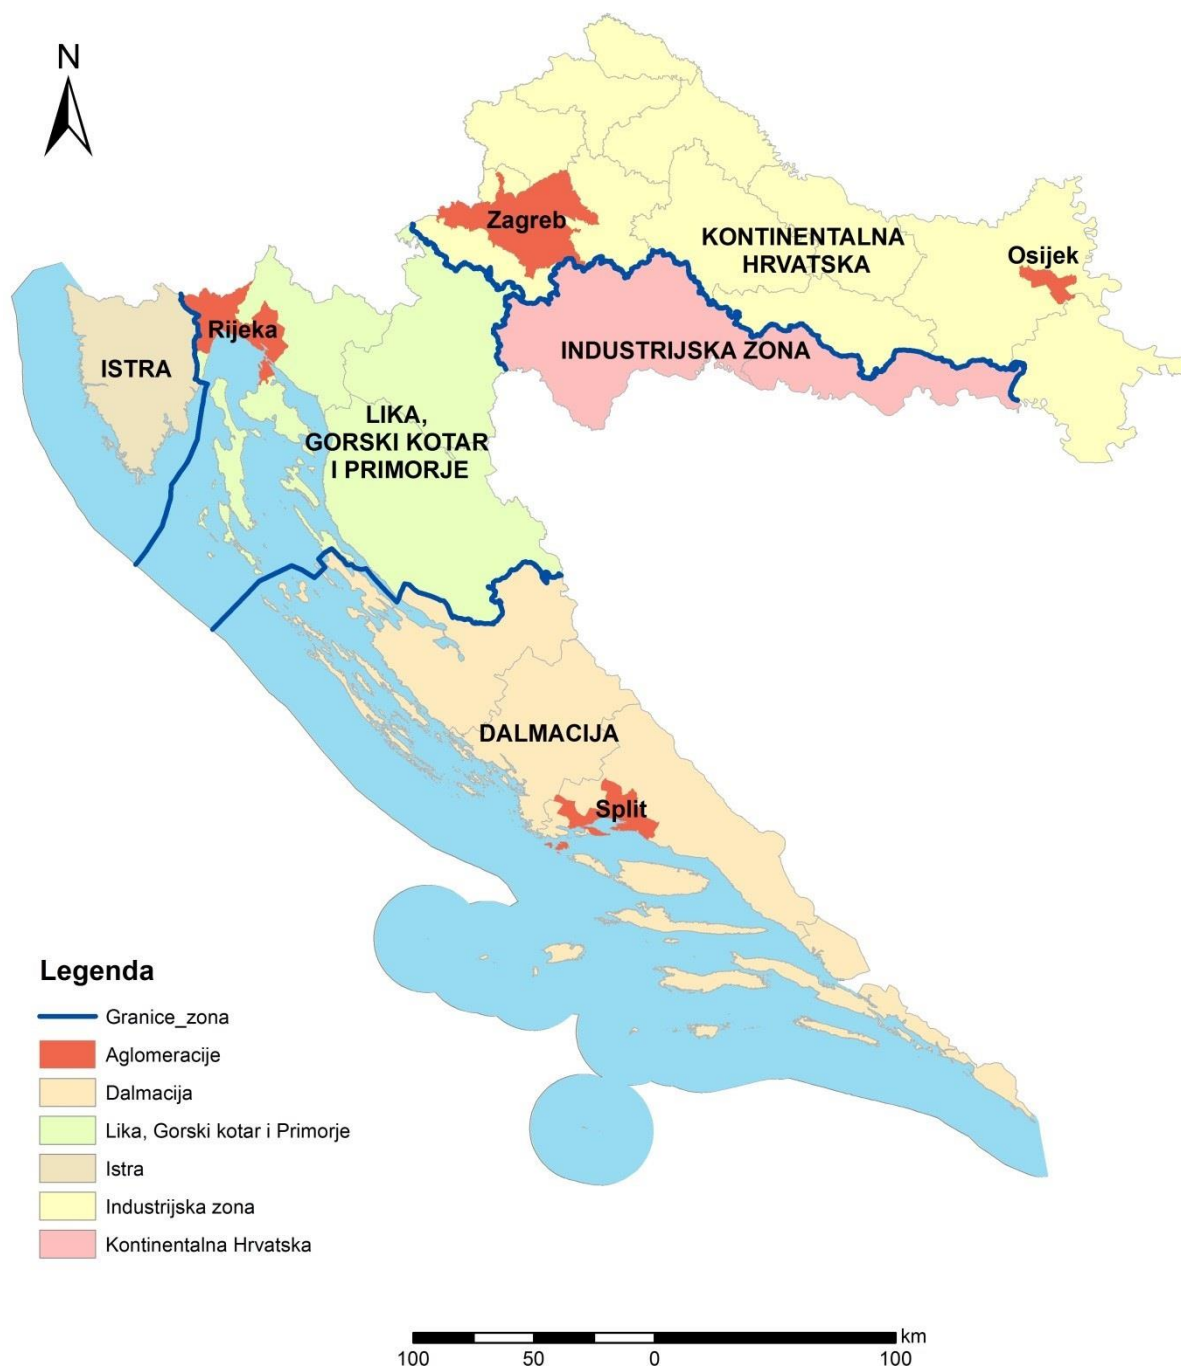 N
Zagreb
KONTINENTALNA
HRVATSKA
Osijek
Rijeka
ISTRA
INDUSTRIJSKA ZONA
LIKA,
GORSKI KOTAR
I PRIMORJE
DALMACIJA
Split
Legenda
Granice_zona
Aglomeracije
Dalmacija
Lika, Gorski kotar i Primorje
Istra
Industrijska zona
Kontinentalna Hrvatska
km
100 50 0 100